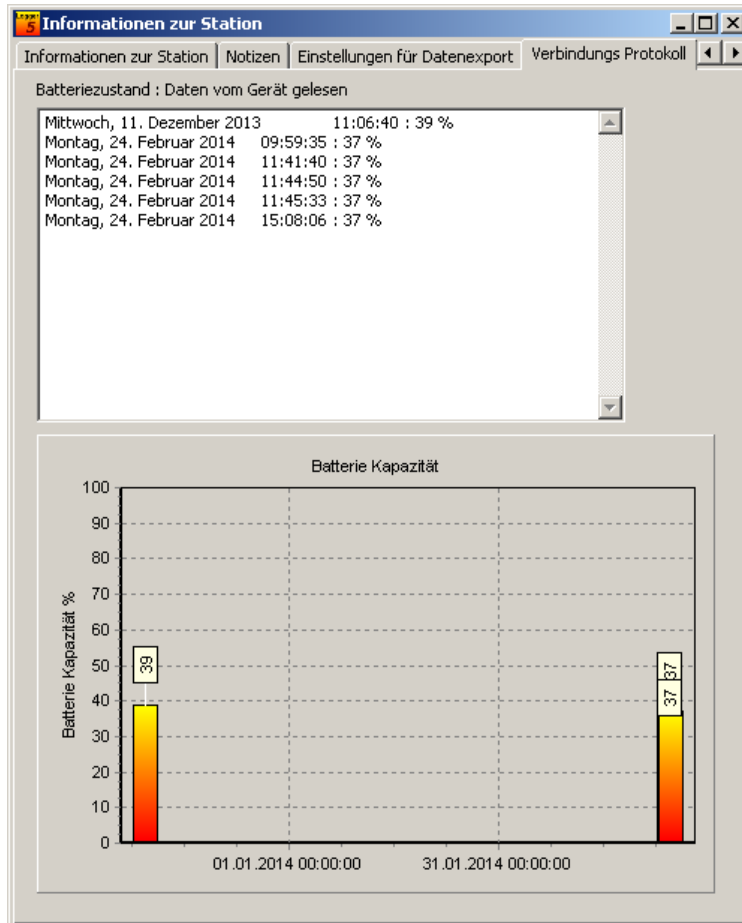 Logger 5 Informationen zur Station
Informationen zur Station Notizen Einstellungen für Datenexport Verbindungs Protokoll
Batteriezustand : Daten vom Gerät gelesen
Mittwoch, 11. Dezember 2013 11:06:40 : 39 %
Montag, 24. Februar 2014 09:59:35 : 37 %
Montag, 24. Februar 2014 11:41:40 : 37 %
Montag, 24. Februar 2014 11:44:50 : 37 %
Montag, 24. Februar 2014 11:45:33 : 37 %
Montag, 24. Februar 2014 15:08:06 : 37 %
Batterie Kapazität
Batterie Kapazität %
100
90
80
70
60
50
40
30
20
10
0
39
37
37
01.01.2014 00:00:00 31.01.2014 00:00:00